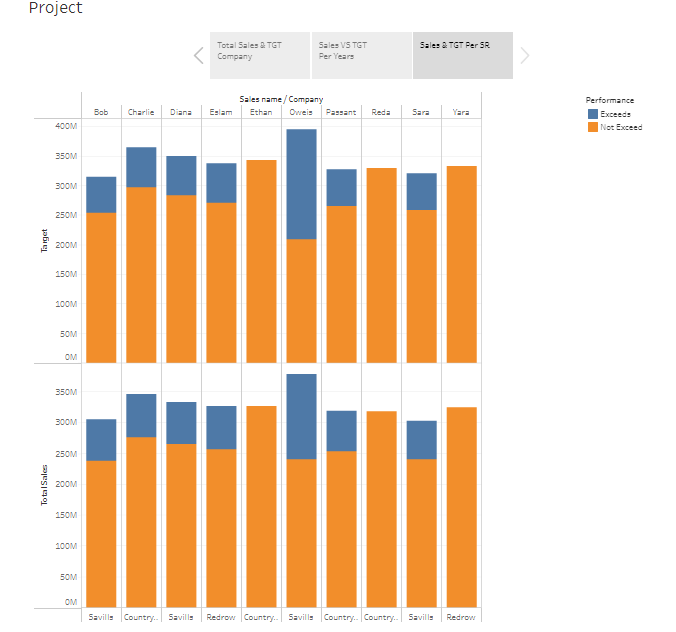 Project
Total Sales & TGT
Company
Sales VS TGT
Per Years
Sales & TGT Per SR
Sales name / Company
Bob Charlie Diana Eslam Ethan Oweis Passant Reda Sara Yara
Performance
Exceeds
Not Exceed
400M
350M
300M
250M
200M
150M
100M
50M
0M
Target
350M
300M
250M
200M
150M
100M
50M
0M
Total Sales
Savills Country.. Savills Redrow Country.. Savills Country.. Country.. Savills Redrow